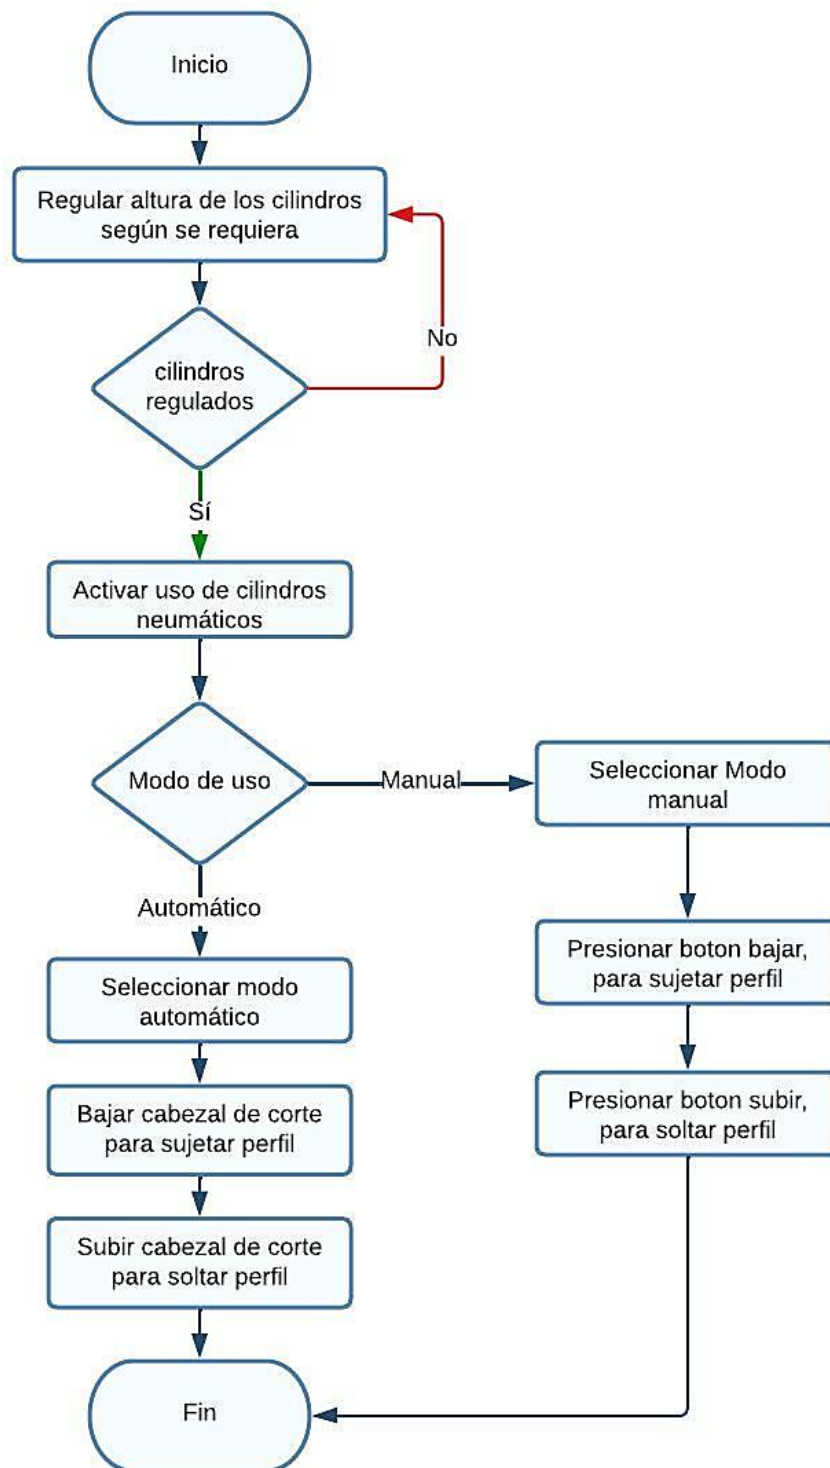 Inicio
Regular altura de los cilindros
según se requiera
No
cilindros
regulados
Sí
Activar uso de cilindros
neumáticos
Modo de uso
Manual
Seleccionar Modo
manual
Automático
Presionar boton bajar,
para sujetar perfil
Seleccionar modo
automático
Presionar boton subir,
para soltar perfil
Bajar cabezal de corte
para sujetar perfil
Subir cabezal de corte
para soltar perfil
Fin